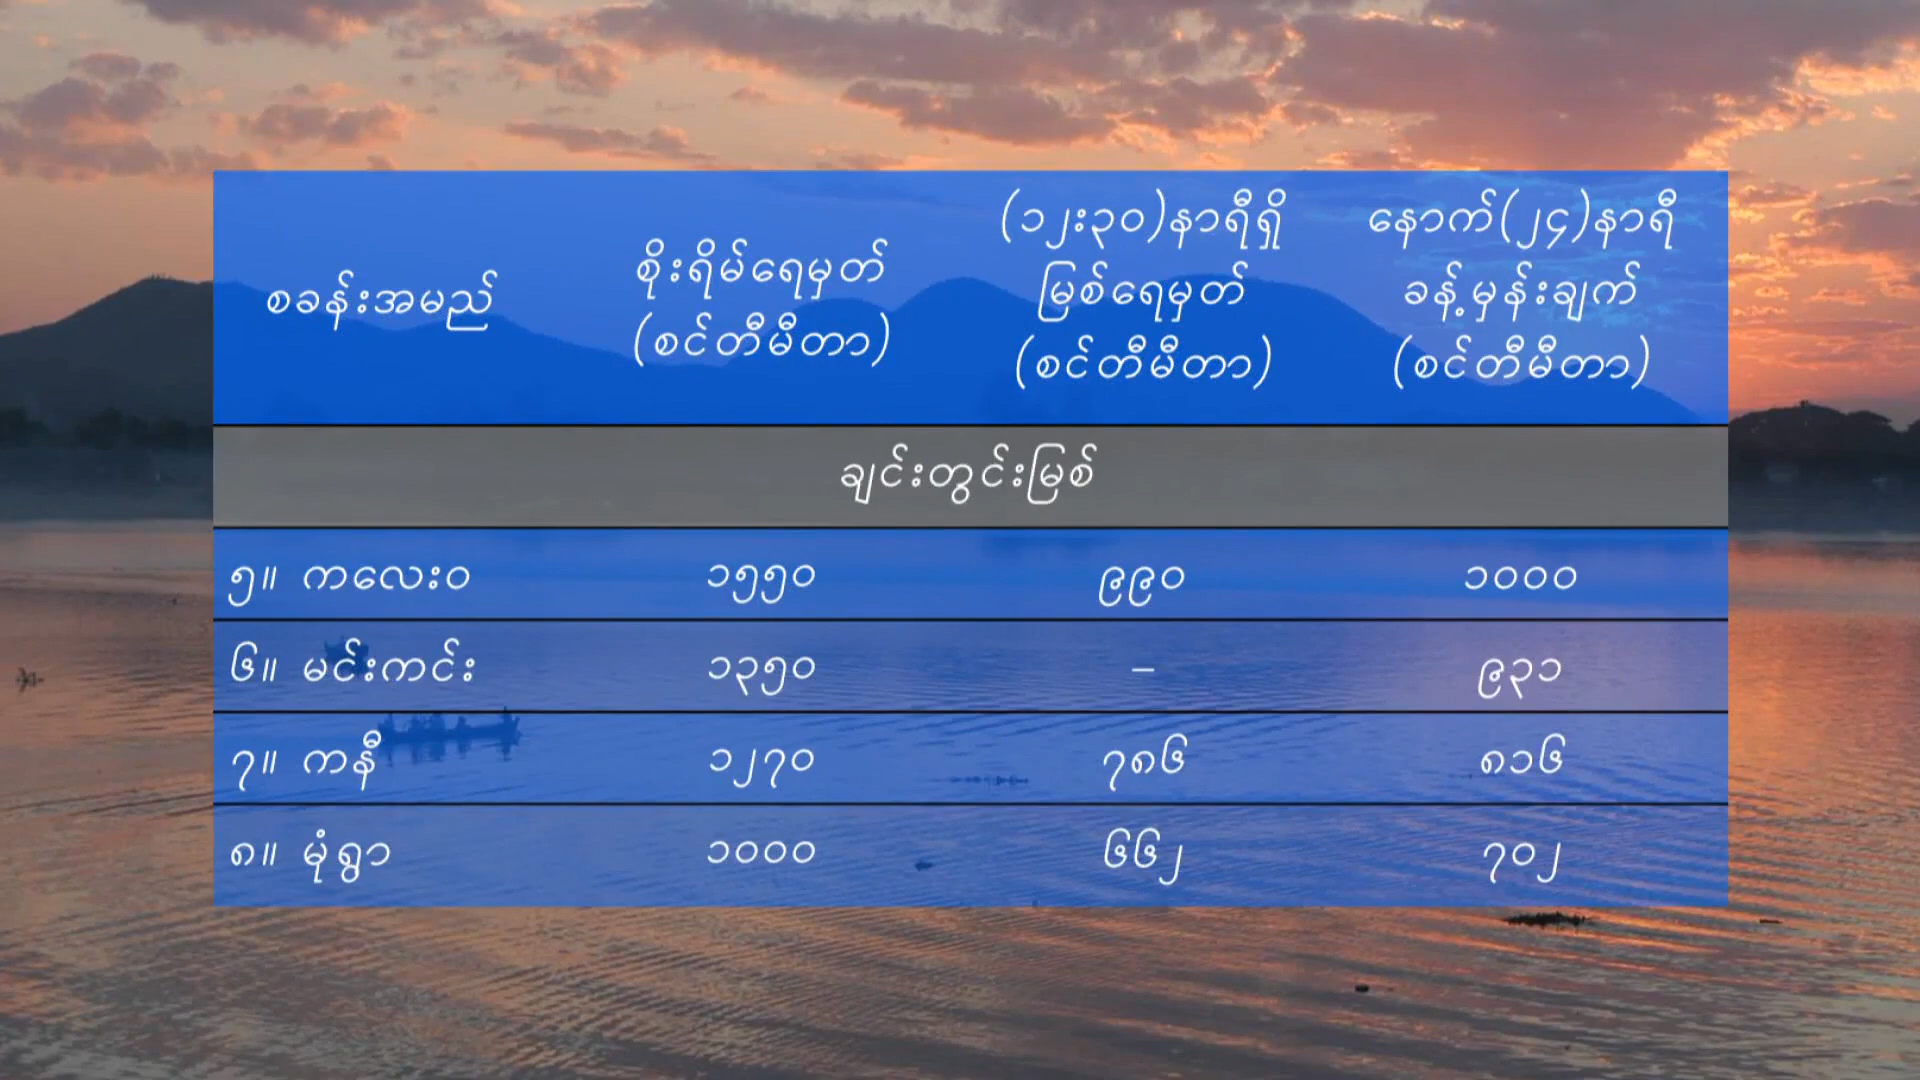 စခန်းအမည်
စိုးရိမ်ရေမှတ်
(စင်တီမီတာ)
(၁၂း၃၀)နာရီရှိ
မြစ်ရေမှတ်
(စင်တီမီတာ)
နောက်(၂၄)နာရီ
ခန့်မှန်းချက်
(စင်တီမီတာ)
ချင်းတွင်းမြစ်
၅။ ကလေးဝ ၁၅၅၀ ၉၉၀ ၁၀၀၀
၆။ မင်းကင်း ၁၃၅၀ – ၉၃၁
၇။ ကနီ ၁၂၇၀ ၇၈၆ ၈၁၆
၈။ မုံရွာ ၁၀၀၀ ၆၆၂ ၇၀၂